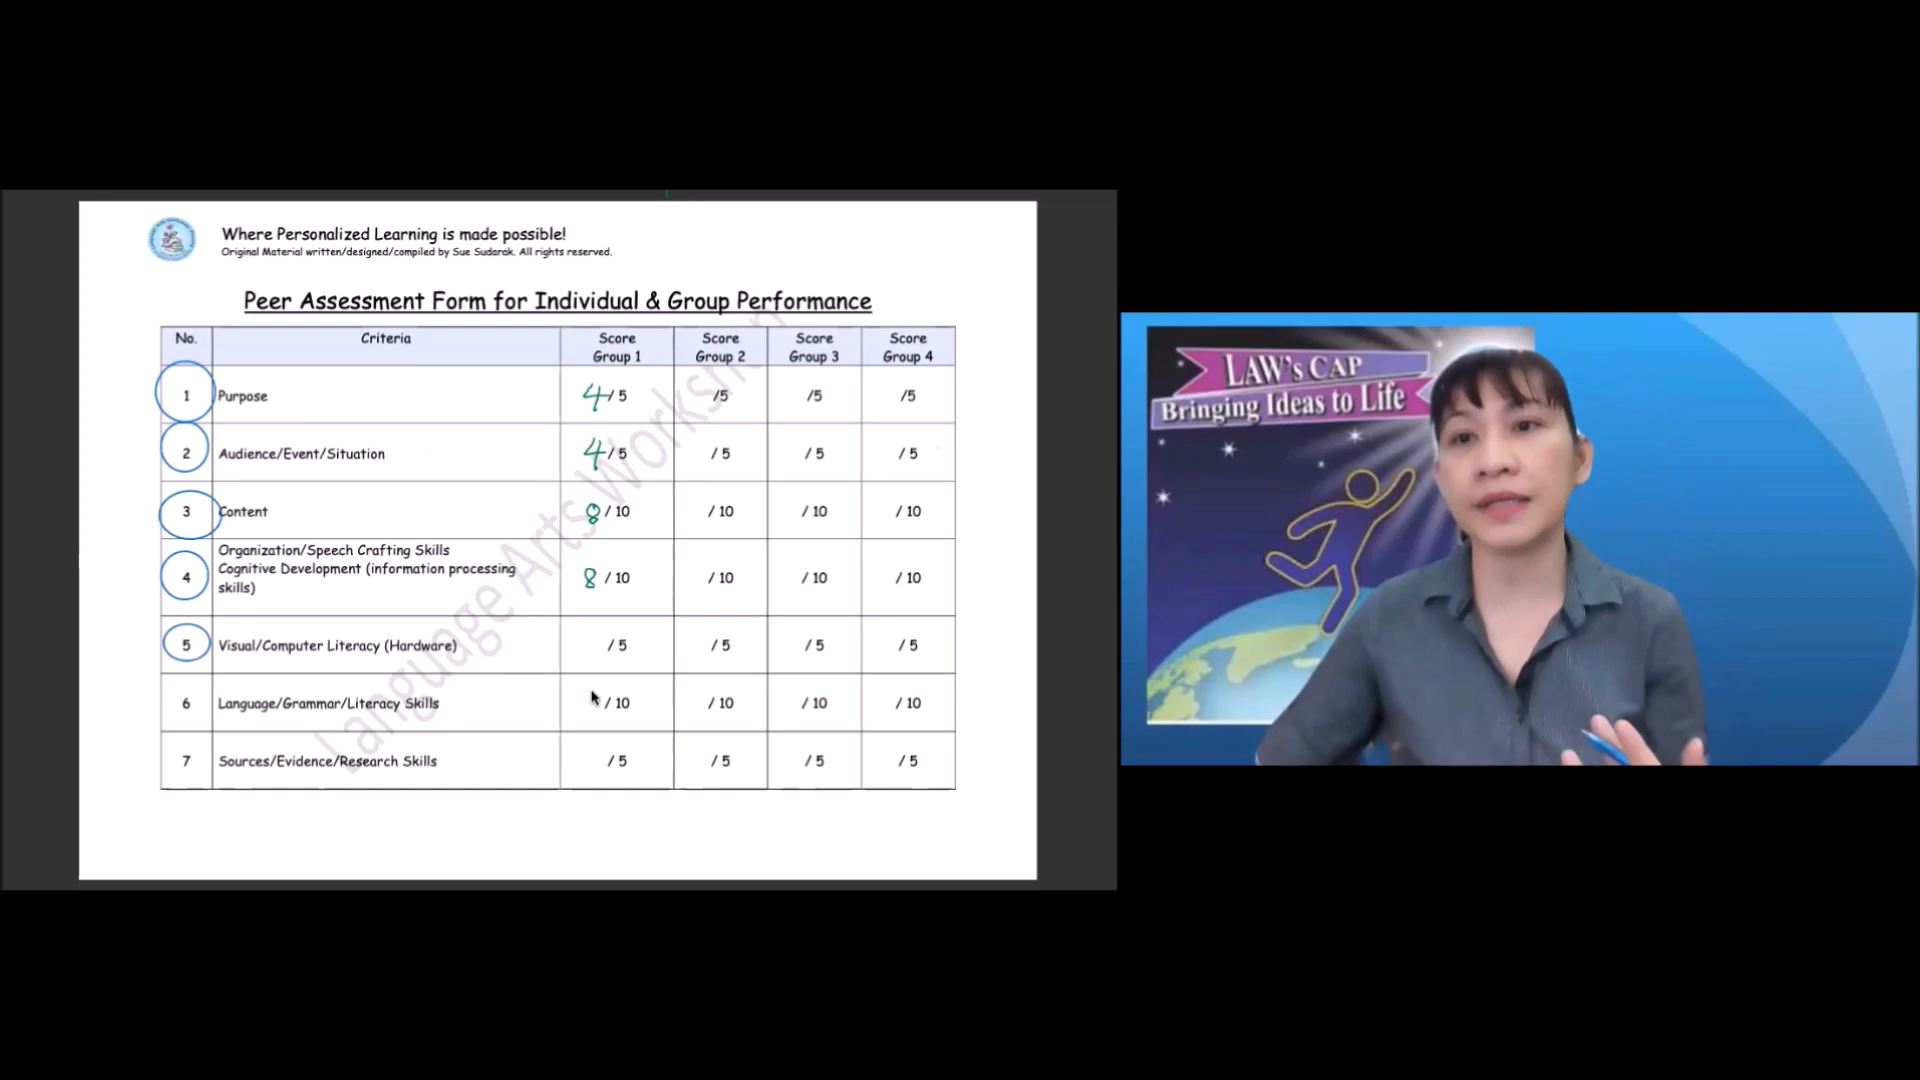 Where Personalized Learning is made possible!
Original Material written/designed/compiled by Sue Sudarak. All rights reserved.
Peer Assessment Form for Individual & Group Performance
No. Criteria Score Group 1 Score Group 2 Score Group 3 Score Group 4
1 Purpose 4/ 5 /5 /5 /5
2 Audience/Event/Situation 4/ 5 / 5 / 5 / 5
3 Content 8 / 10 / 10 / 10 / 10
4 Organization/Speech Crafting Skills
Cognitive Development (information processing
skills) 8 / 10 / 10 / 10 / 10
5 Visual/Computer Literacy (Hardware) / 5 / 5 / 5 / 5
6 Language/Grammar/Literacy Skills / 10 / 10 / 10 / 10
7 Sources/Evidence/Research Skills / 5 / 5 / 5 / 5
Language Arts Workshop
LAW's CAP
Bringing Ideas to Life